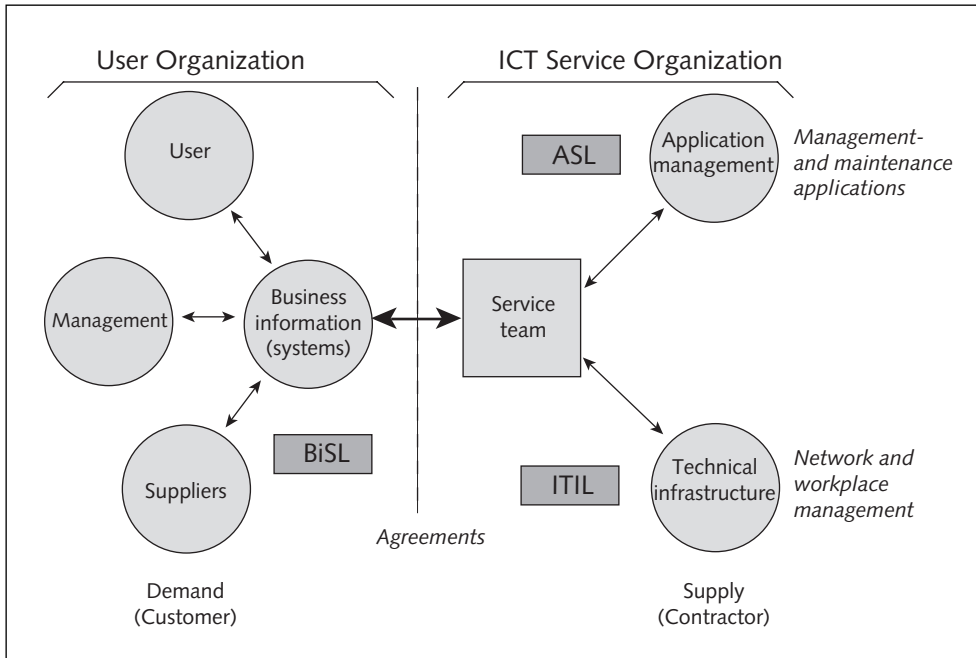 User Organization
ICT Service Organization
User
Management
Business
information
(systems)
Suppliers
BiSL
Demand
(Customer)
Agreements
Service
team
ASL
Application
management
Management-
and maintenance
applications
ITIL
Technical
infrastructure
Network and
workplace
management
Supply
(Contractor)